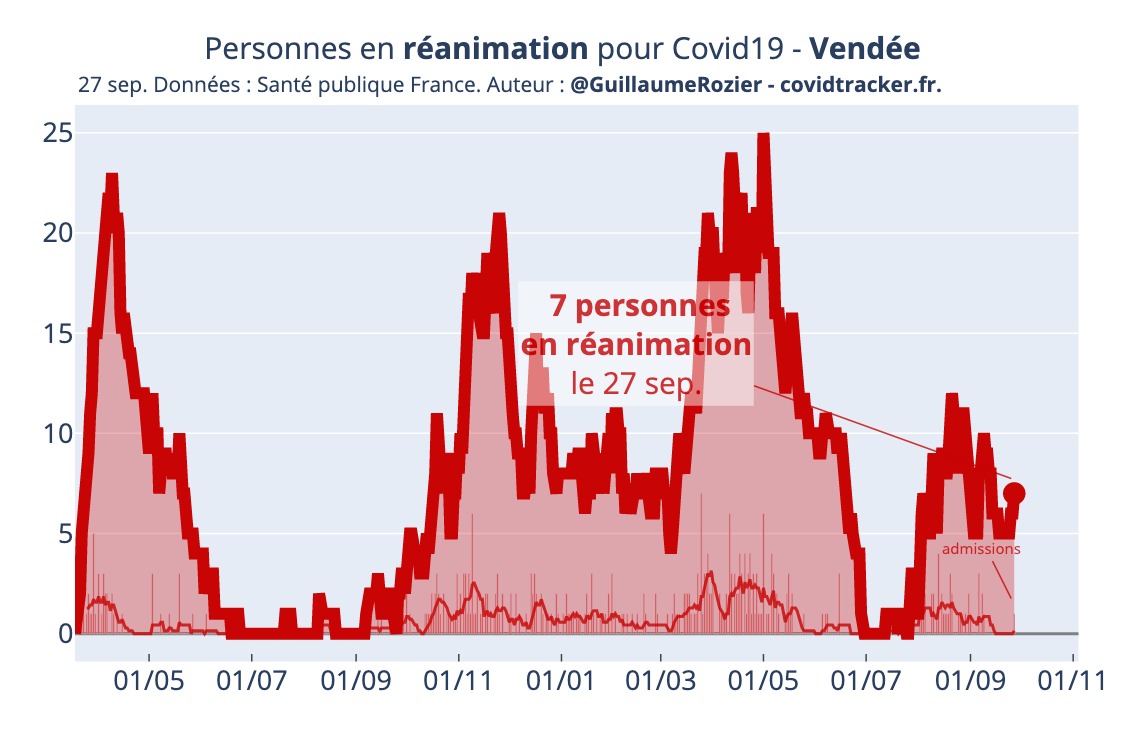 Personnes en réanimation pour Covid19 - Vendée
27 sep. Données : Santé publique France. Auteur : @GuillaumeRozier - covidtracker.fr.
25
20
15
10
5
0
7 personnes
en réanimation
le 27 sep.
admissions
01/05 01/07 01/09 01/11 01/01 01/03 01/05 01/07 01/09 01/11